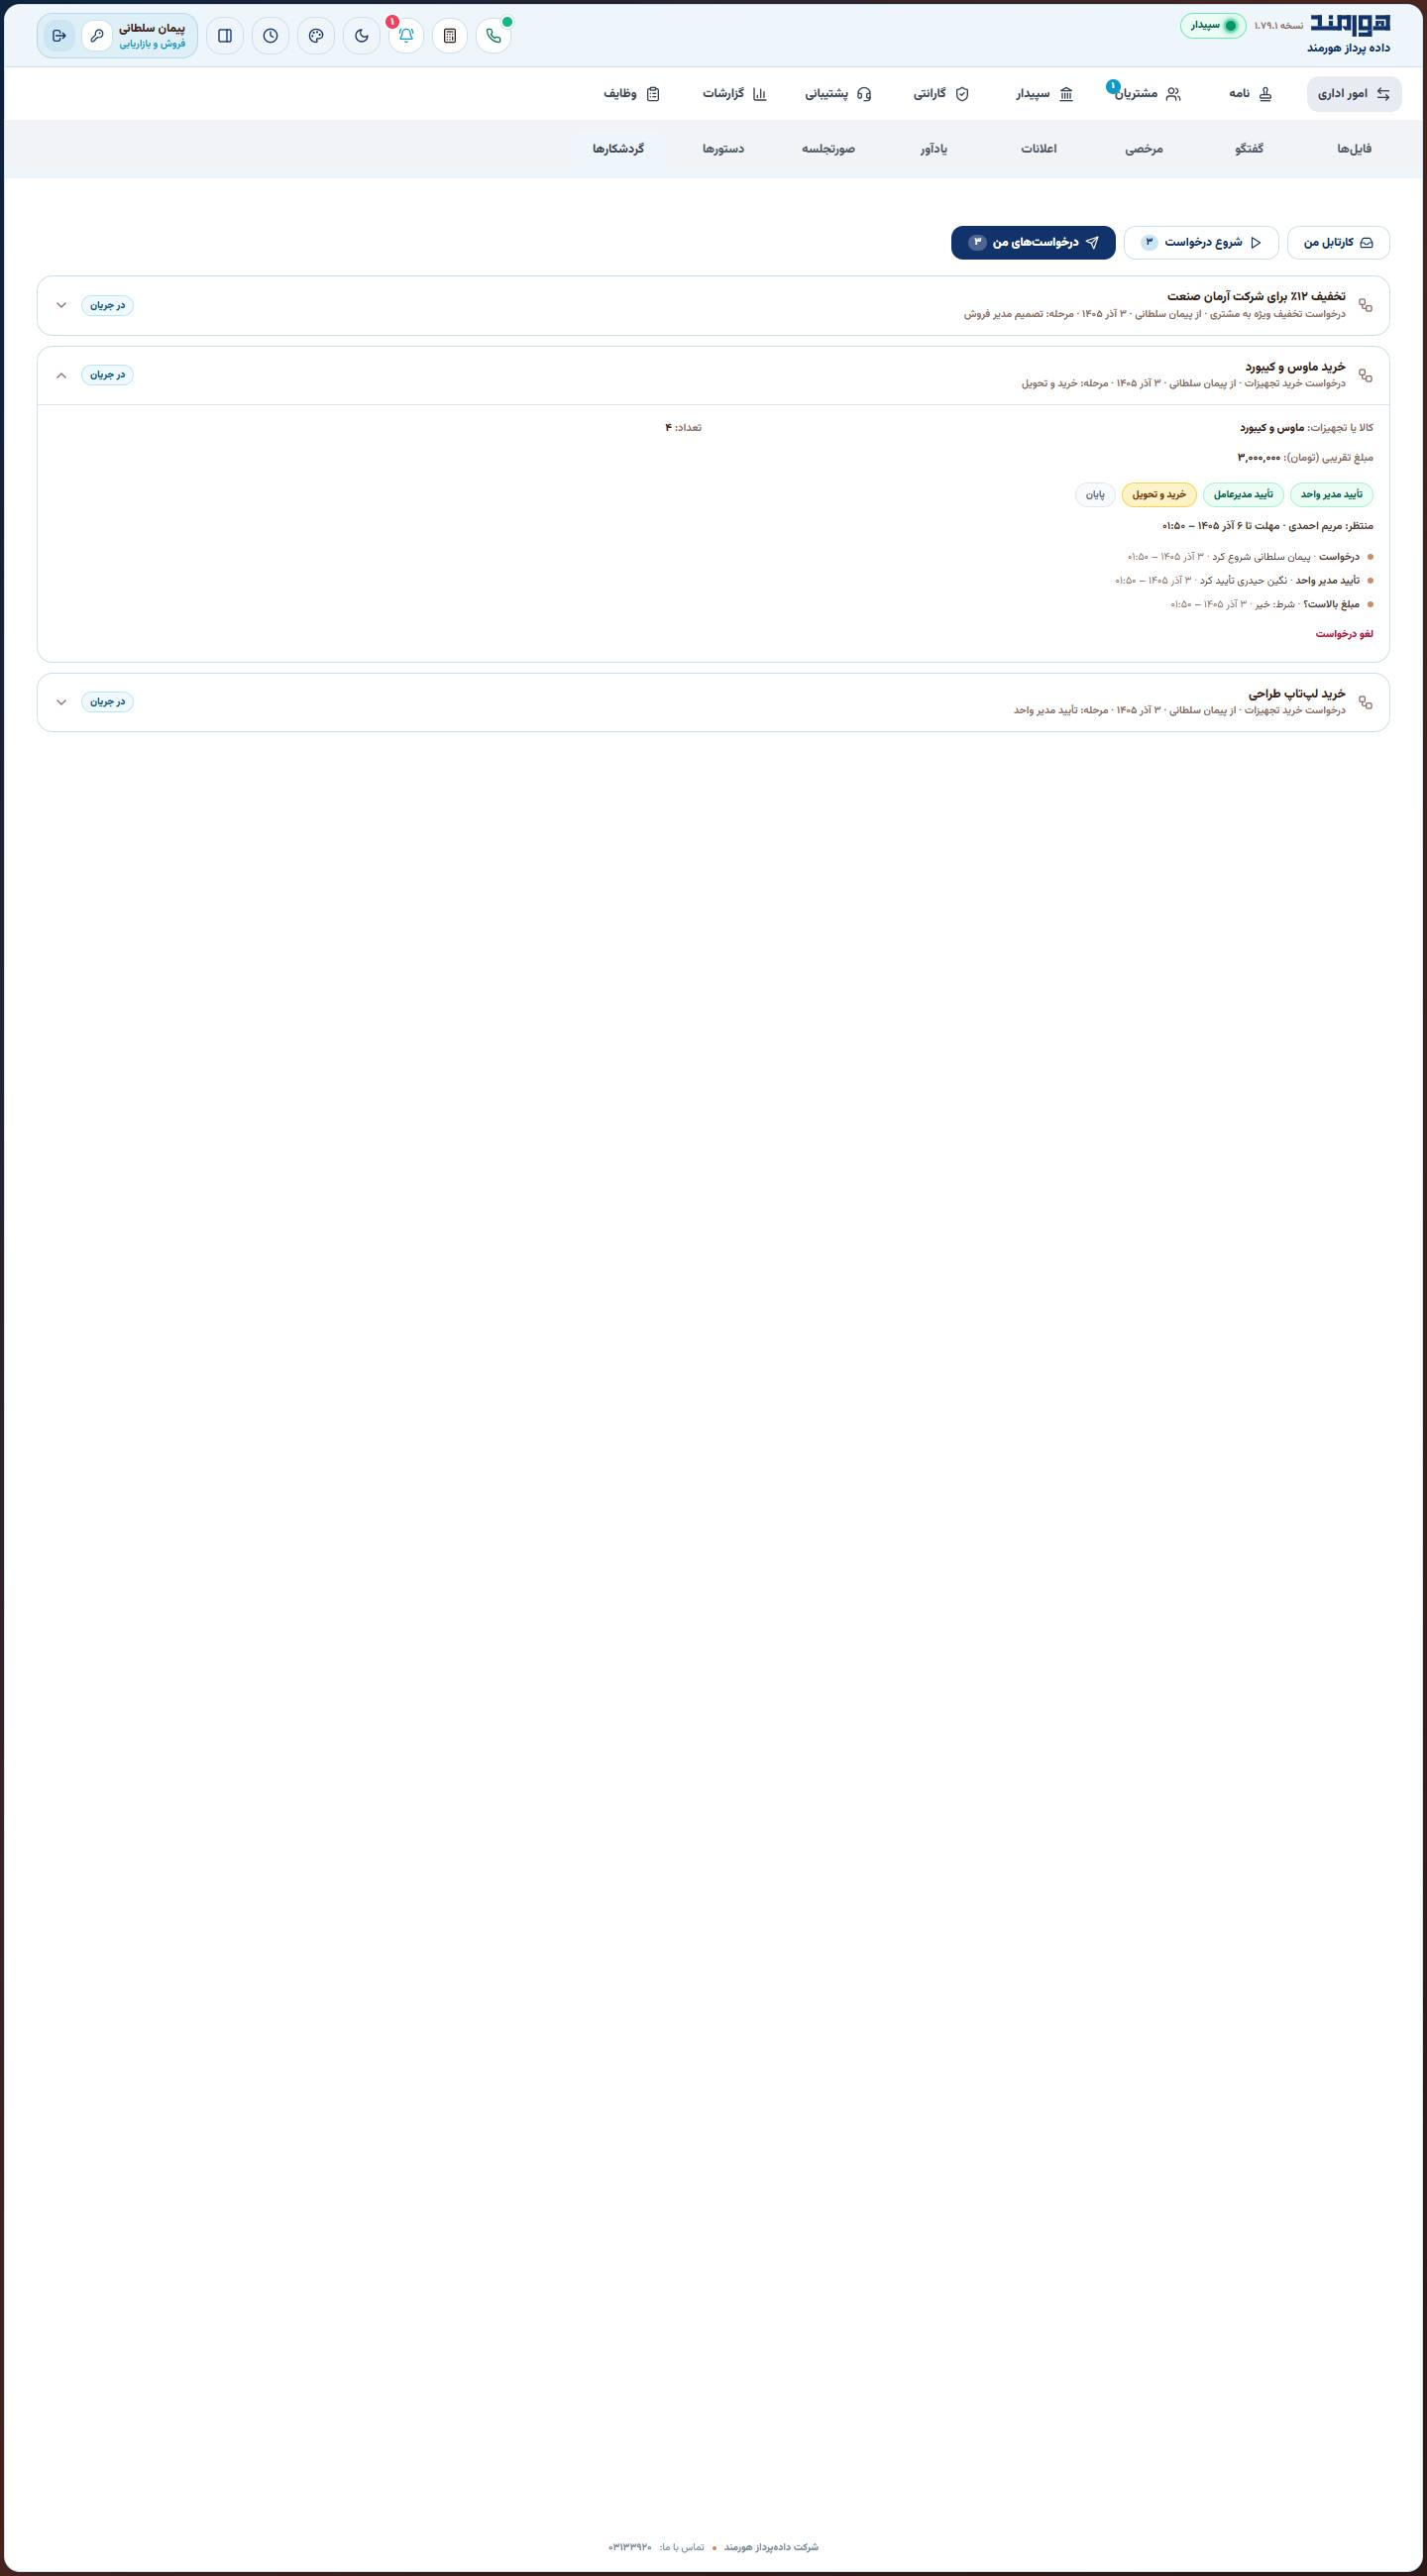 هورمند نسخه ۱.۷۹.۱ سپیدار
داده پرداز هورمند
۱
پیمان سلطانی
فروش و بازاریابی
امور اداری نامه مشتریان ۱ سپیدار گارانتی پشتیبانی گزارشات وظایف
فایل‌ها گفتگو مرخصی اعلانات یادآور صورتجلسه دستورها گردشکارها
کارتابل من شروع درخواست ۳ درخواست‌های من ۳
تخفیف ۱۲٪ برای شرکت آرمان صنعت
درخواست تخفیف ویژه به مشتری · از پیمان سلطانی · ۳ آذر ۱۴۰۵ · مرحله: تصمیم مدیر فروش
در جریان
خرید ماوس و کیبورد
درخواست خرید تجهیزات · از پیمان سلطانی · ۳ آذر ۱۴۰۵ · مرحله: خرید و تحویل
در جریان
کالا یا تجهیزات: ماوس و کیبورد تعداد: ۴
مبلغ تقریبی (تومان): ۳,۰۰۰,۰۰۰
تأیید مدیر واحد تأیید مدیرعامل خرید و تحویل پایان
منتظر: مریم احمدی · مهلت تا ۶ آذر ۱۴۰۵ – ۰۱:۵۰
درخواست · پیمان سلطانی شروع کرد · ۳ آذر ۱۴۰۵ – ۰۱:۵۰
تأیید مدیر واحد · نگین حیدری تأیید کرد · ۳ آذر ۱۴۰۵ – ۰۱:۵۰
مبلغ بالاست؟ · شرط: خیر · ۳ آذر ۱۴۰۵ – ۰۱:۵۰
لغو درخواست
خرید لپ‌تاپ طراحی
درخواست خرید تجهیزات · از پیمان سلطانی · ۳ آذر ۱۴۰۵ · مرحله: تأیید مدیر واحد
در جریان
شرکت داده‌پرداز هورمند • تماس با ما: ۰۳۱۳۳۹۲۰